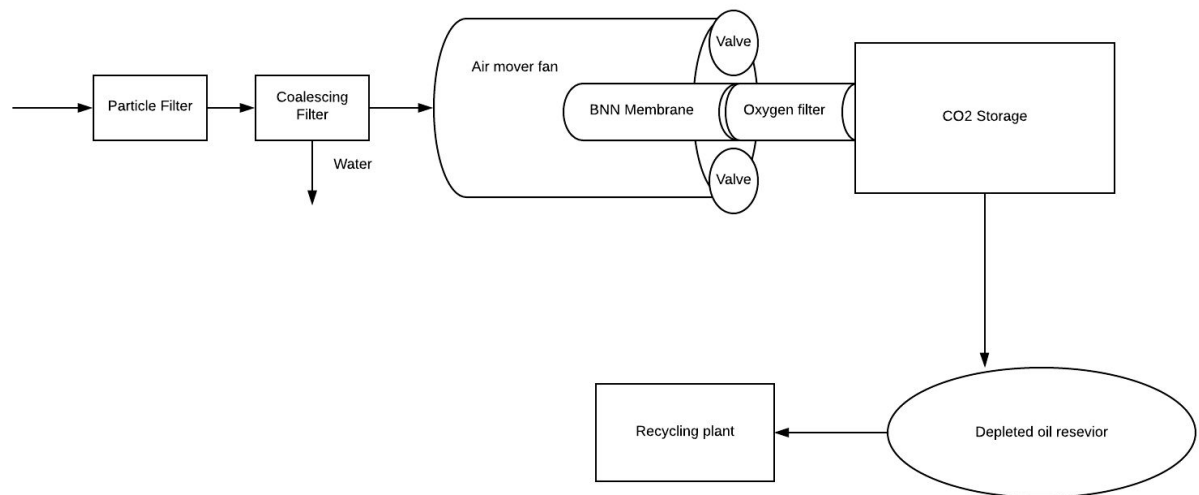 Valve
Air mover fan
Particle Filter
Coalescing
Filter
BNN Membrane
Oxygen filter
CO2 Storage
Water
Valve
Recycling plant
Depleted oil resevior